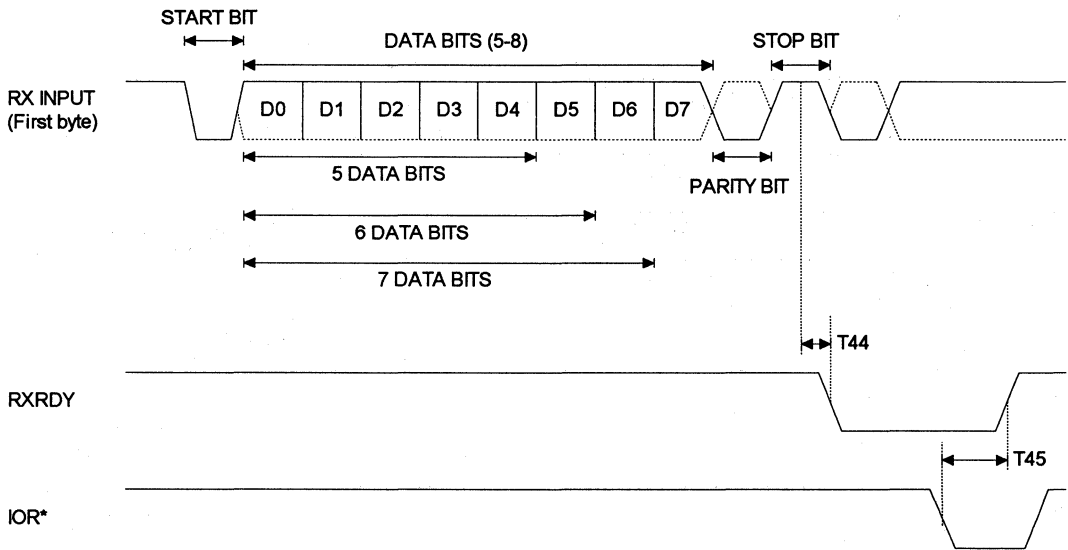 START BIT
DATA BITS (5-8)
STOP BIT
RX INPUT
(First byte)
D0 D1 D2 D3 D4 D5 D6 D7
5 DATA BITS
PARITY BIT
6 DATA BITS
7 DATA BITS
T44
RXRDY
T45
IOR*